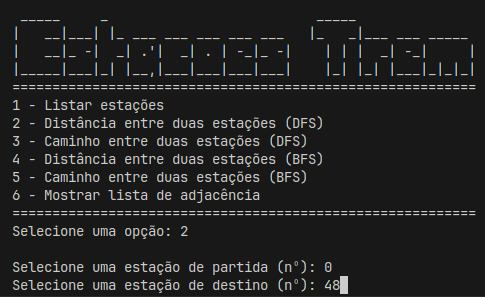 Estacoes Trem
============================================================
1 - Listar estações
2 - Distância entre duas estações (DFS)
3 - Caminho entre duas estações (DFS)
4 - Distância entre duas estações (BFS)
5 - Caminho entre duas estações (BFS)
6 - Mostrar lista de adjacência
============================================================
Selecione uma opção: 2
Selecione uma estação de partida (nº): 0
Selecione uma estação de destino (nº): 48